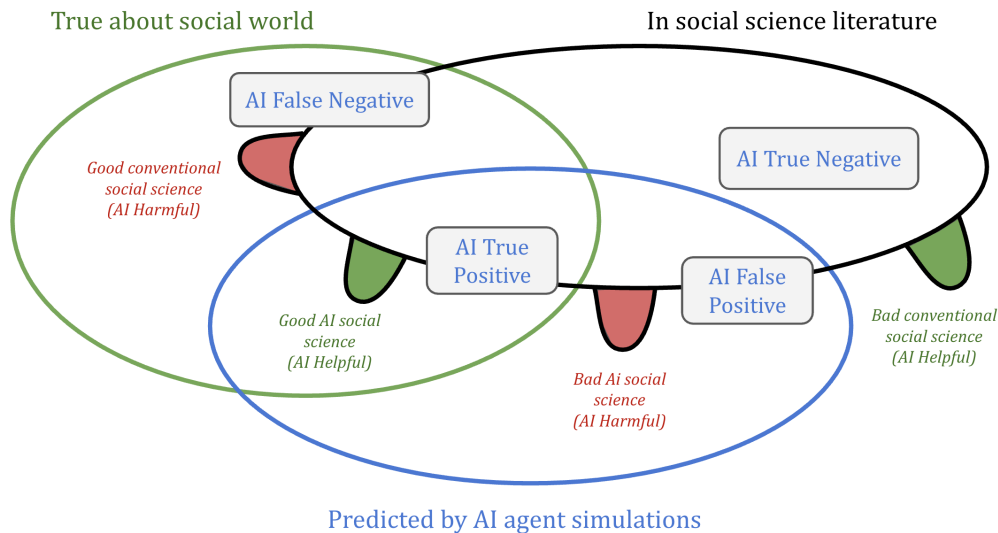 True about social world
In social science literature
AI False Negative
AI True Negative
Good conventional
social science
(AI Harmful)
AI True
Positive
AI False
Positive
Good AI social
science
(AI Helpful)
Bad conventional
social science
(AI Helpful)
Bad Ai social
science
(AI Harmful)
Predicted by AI agent simulations